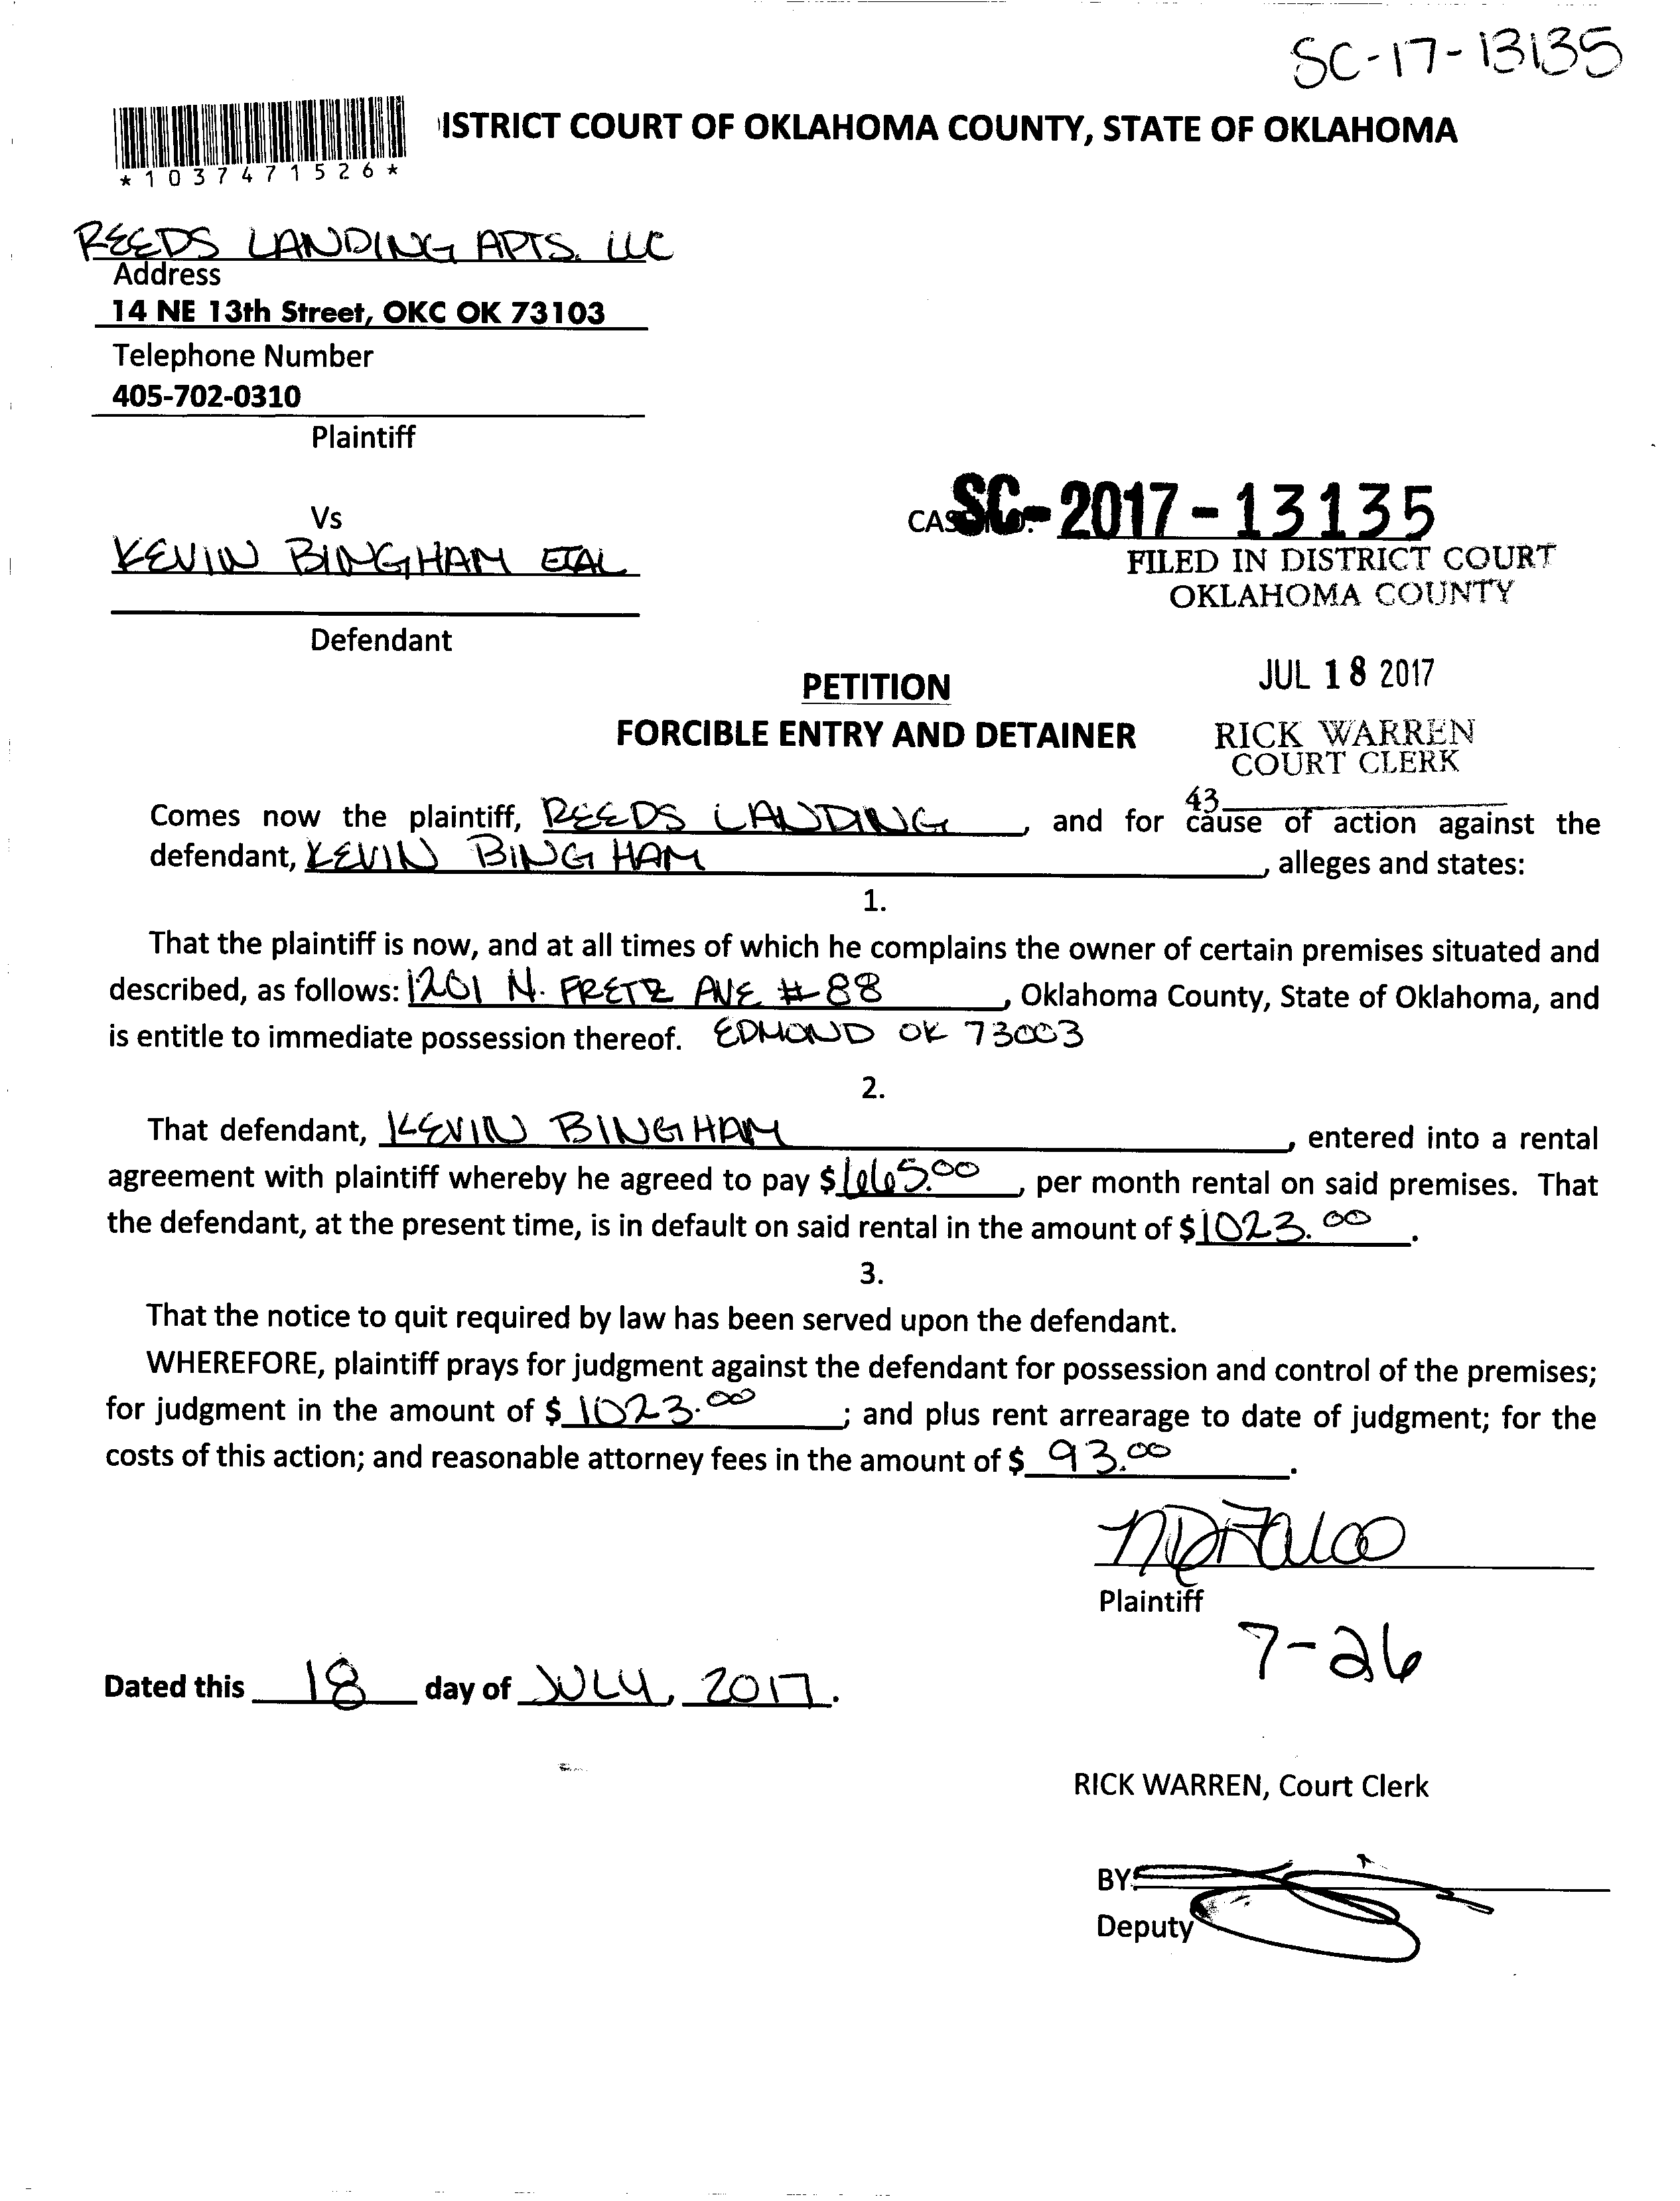 SC-17-13135
ISTRICT COURT OF OKLAHOMA COUNTY, STATE OF OKLAHOMA
*1037471526*
REEDS LANDING APTS. LLC
Address
14 NE 13th Street, OKC OK 73103
Telephone Number
405-702-0310
Plaintiff
Vs
CAS SC-2017-13135
KEVIN BINGHAM ETAL
FILED IN DISTRICT COURT
OKLAHOMA COUNTY
Defendant
JUL 18 2017
PETITION
FORCIBLE ENTRY AND DETAINER
RICK WARREN
COURT CLERK
43
Comes now the plaintiff, REEDS LANDING, and for cause of action against the
defendant, KEVIN BINGHAM, alleges and states:
1.
That the plaintiff is now, and at all times of which he complains the owner of certain premises situated and
described, as follows: 1201 N. FRETZ AVE #88, Oklahoma County, State of Oklahoma, and
is entitle to immediate possession thereof. EDMOND OK 73003
2.
That defendant, KEVIN BINGHAM, entered into a rental
agreement with plaintiff whereby he agreed to pay $665.00, per month rental on said premises. That
the defendant, at the present time, is in default on said rental in the amount of $1023.00.
3.
That the notice to quit required by law has been served upon the defendant.
WHEREFORE, plaintiff prays for judgment against the defendant for possession and control of the premises;
for judgment in the amount of $ 1023.00; and plus rent arrearage to date of judgment; for the
costs of this action; and reasonable attorney fees in the amount of $ 93.00.
Plaintiff
7-26
Dated this 18 day of JULY, 2017.
RICK WARREN, Court Clerk
BY:
Deputy